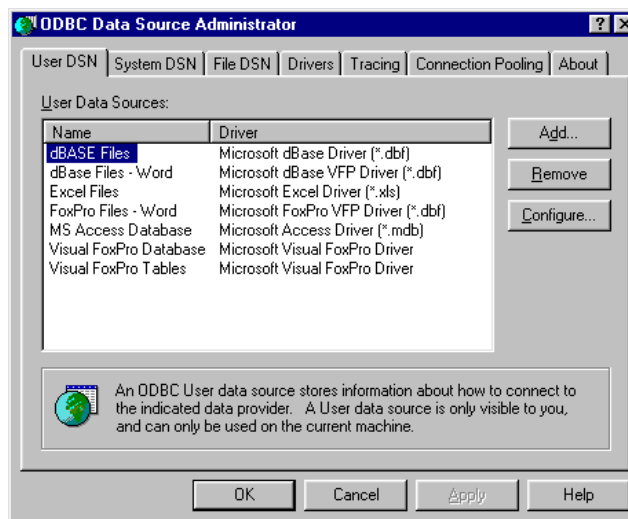 ODBC Data Source Administrator
User DSN System DSN File DSN Drivers Tracing Connection Pooling About
User Data Sources:
Name Driver
dBASE Files Microsoft dBase Driver (*.dbf)
dBase Files - Word Microsoft dBase VFP Driver (*.dbf)
Excel Files Microsoft Excel Driver (*.xls)
FoxPro Files - Word Microsoft FoxPro VFP Driver (*.dbf)
MS Access Database Microsoft Access Driver (*.mdb)
Visual FoxPro Database Microsoft Visual FoxPro Driver
Visual FoxPro Tables Microsoft Visual FoxPro Driver
Add...
Remove
Configure...
An ODBC User data source stores information about how to connect to
the indicated data provider. A User data source is only visible to you,
and can only be used on the current machine.
OK Cancel Apply Help